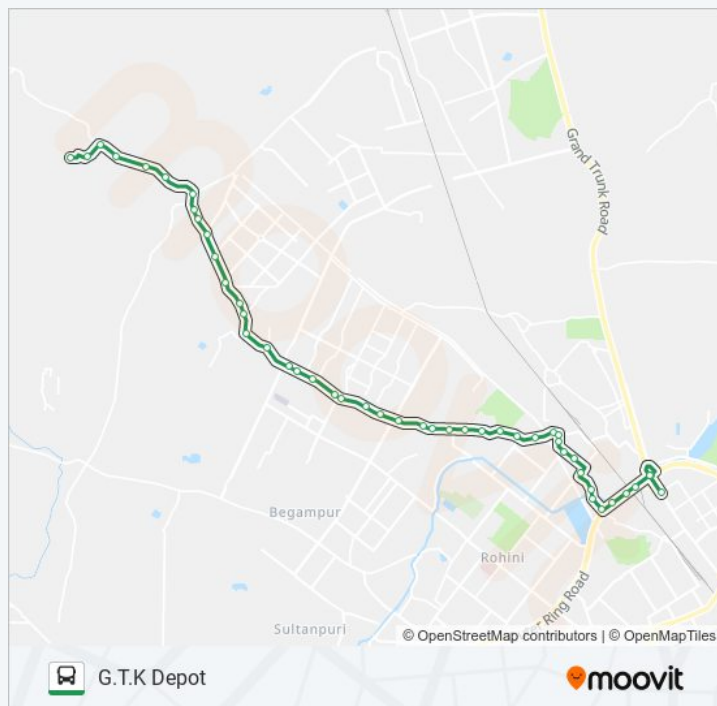 Grand Trunk Road
Begampur
Rohini
Ring Road
Sultanpuri
© OpenStreetMap contributors | © OpenMapTiles
G.T.K Depot
moovit